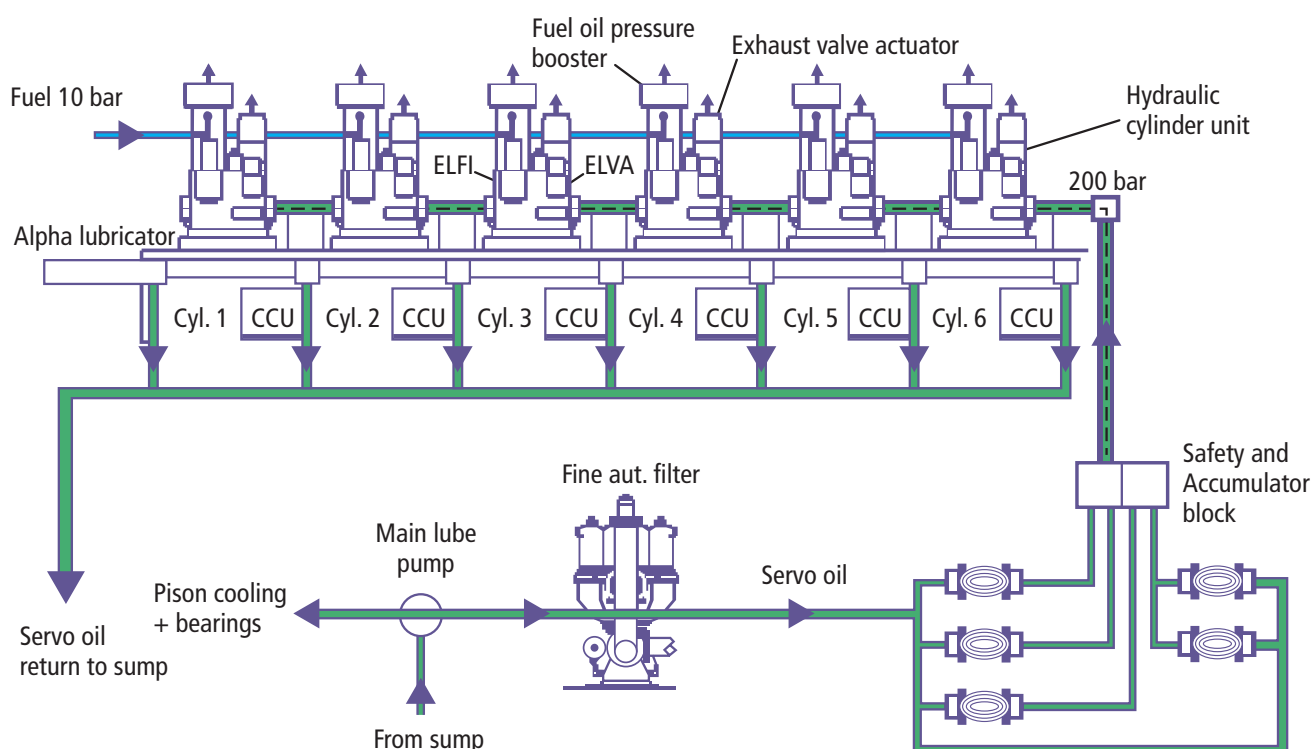 Fuel oil pressure
booster
Exhaust valve actuator
Fuel 10 bar
Hydraulic
cylinder unit
ELFI
ELVA
200 bar
Alpha lubricator
Cyl. 1
CCU
Cyl. 2
CCU
Cyl. 3
CCU
Cyl. 4
CCU
Cyl. 5
CCU
Cyl. 6
CCU
Safety and
Accumulator
block
Fine aut. filter
Main lube
pump
Servo oil
Pison cooling
+ bearings
Servo oil
return to sump
From sump